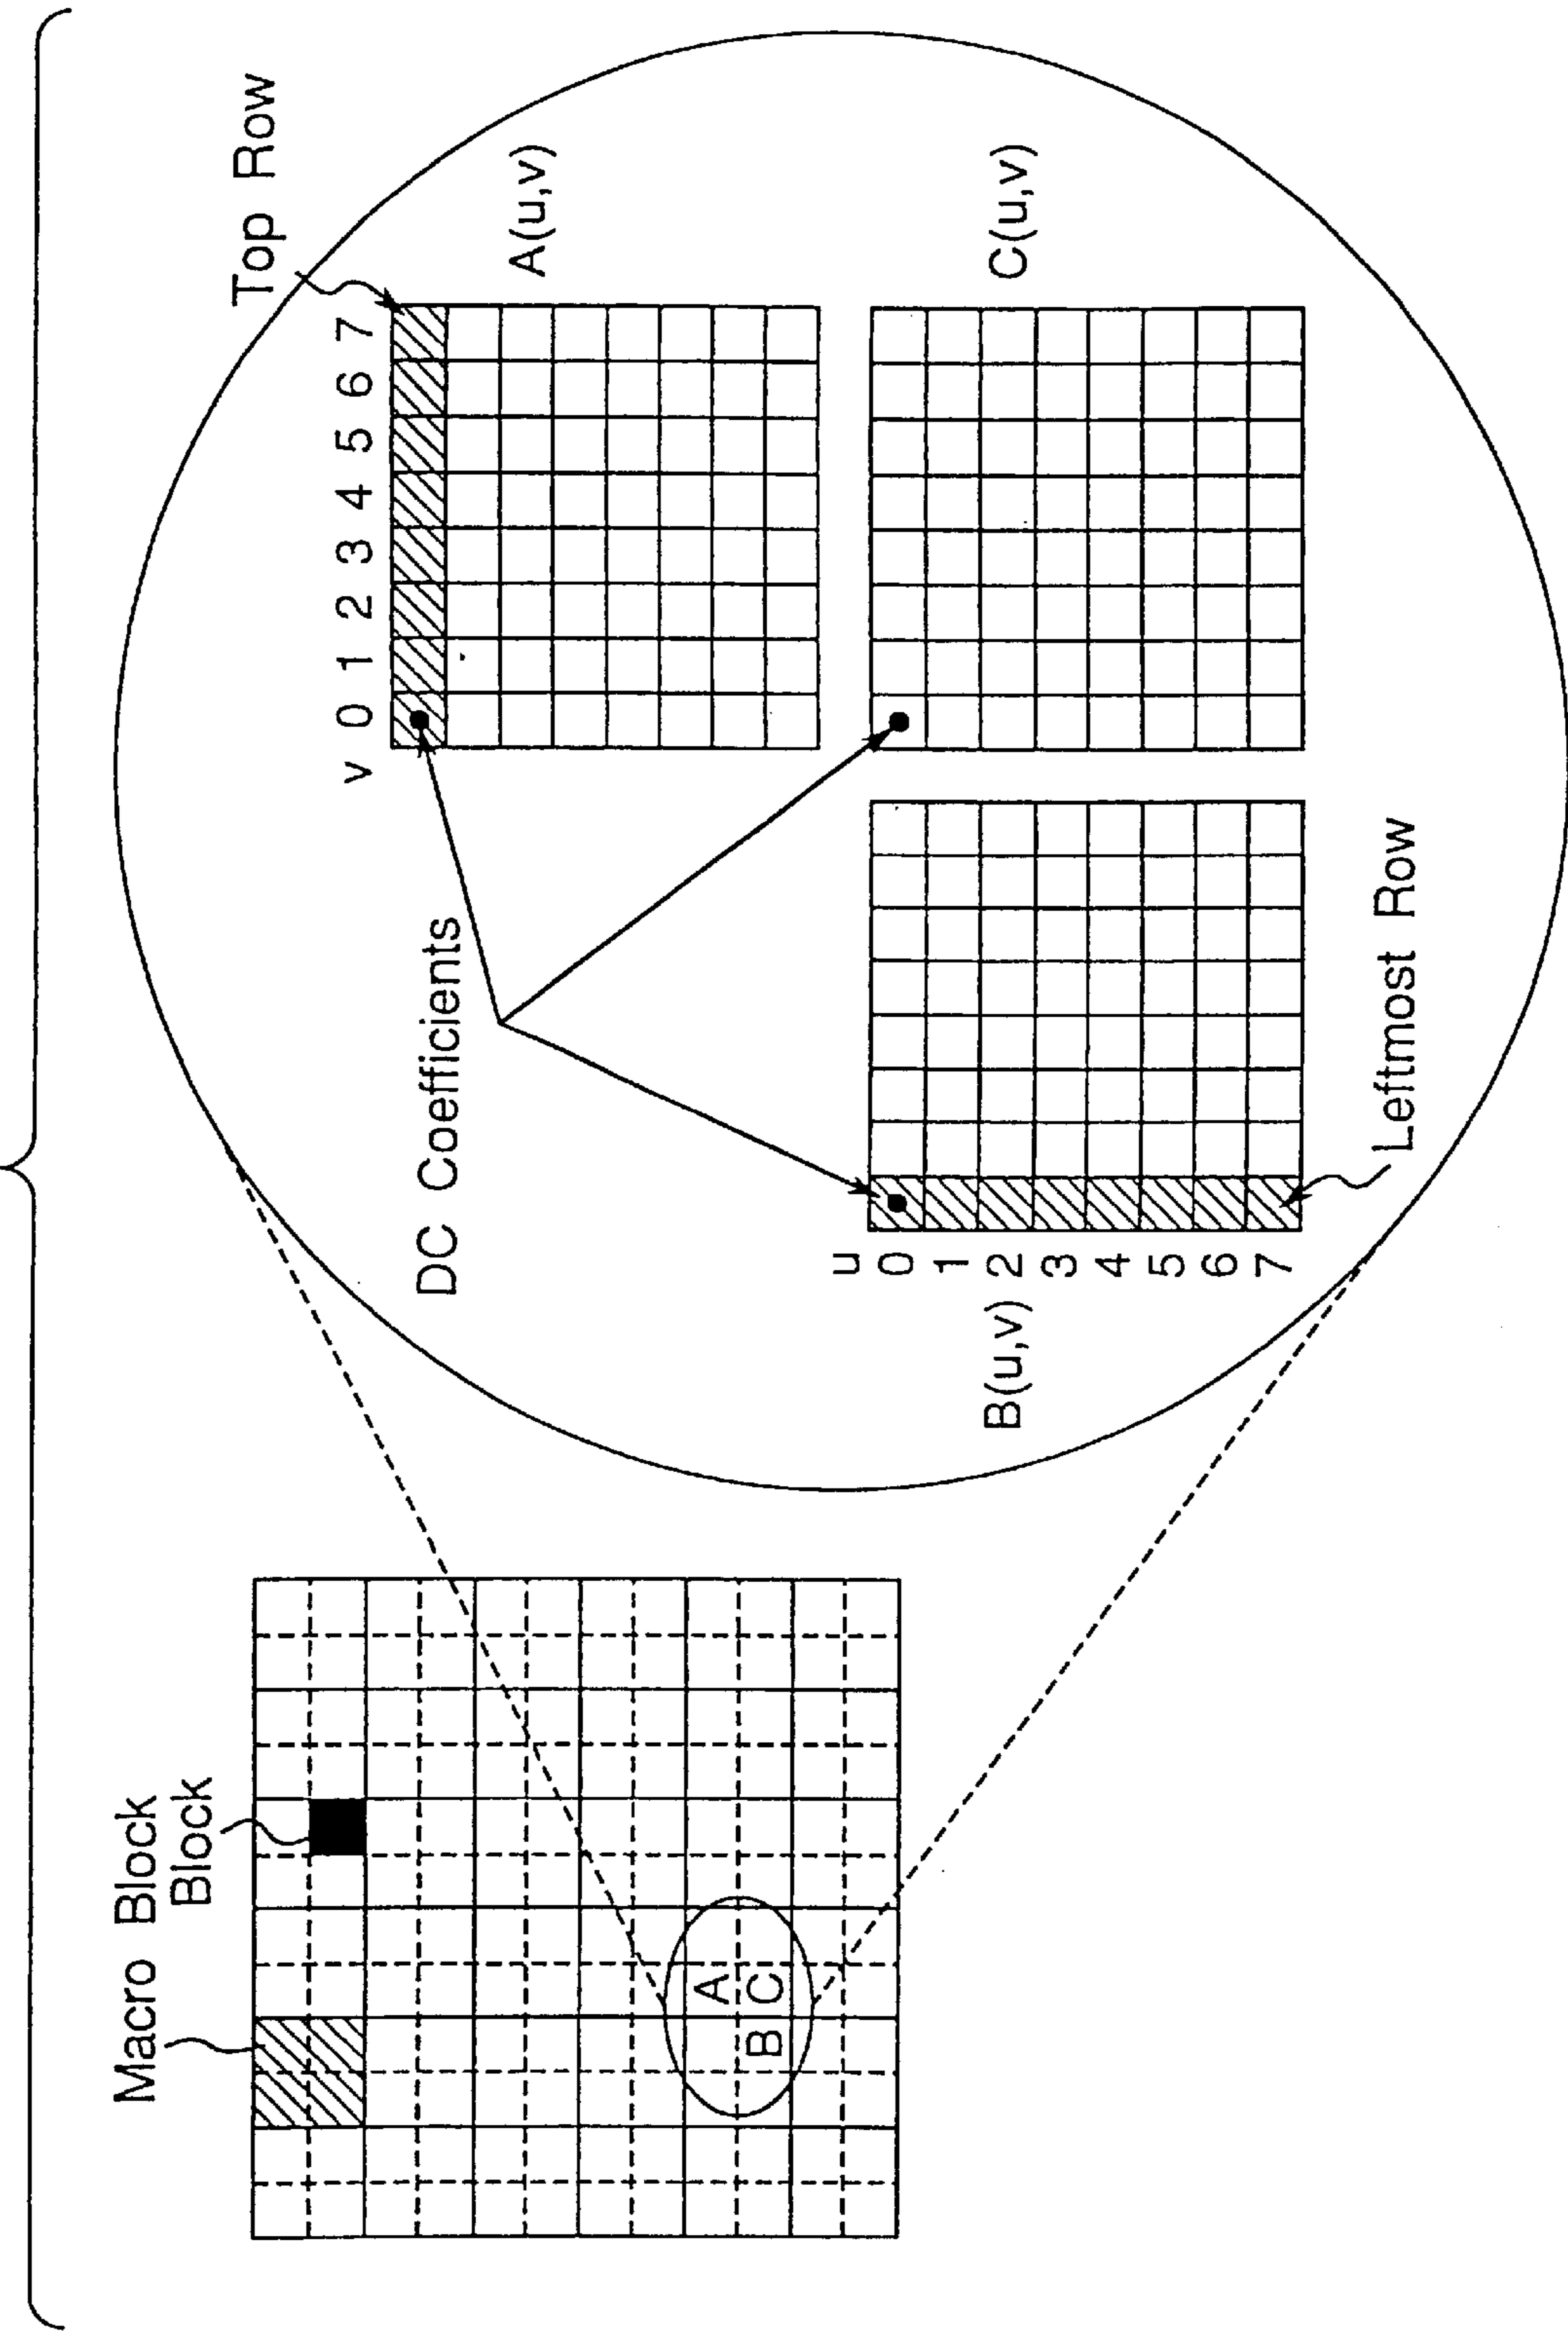 Macro Block
Block
A
B C
Top Row
v 0 1 2 3 4 5 6 7
A(u,v)
DC Coefficients
C(u,v)
u
0
1
2
3
4
5
6
7
B(u,v)
Leftmost Row